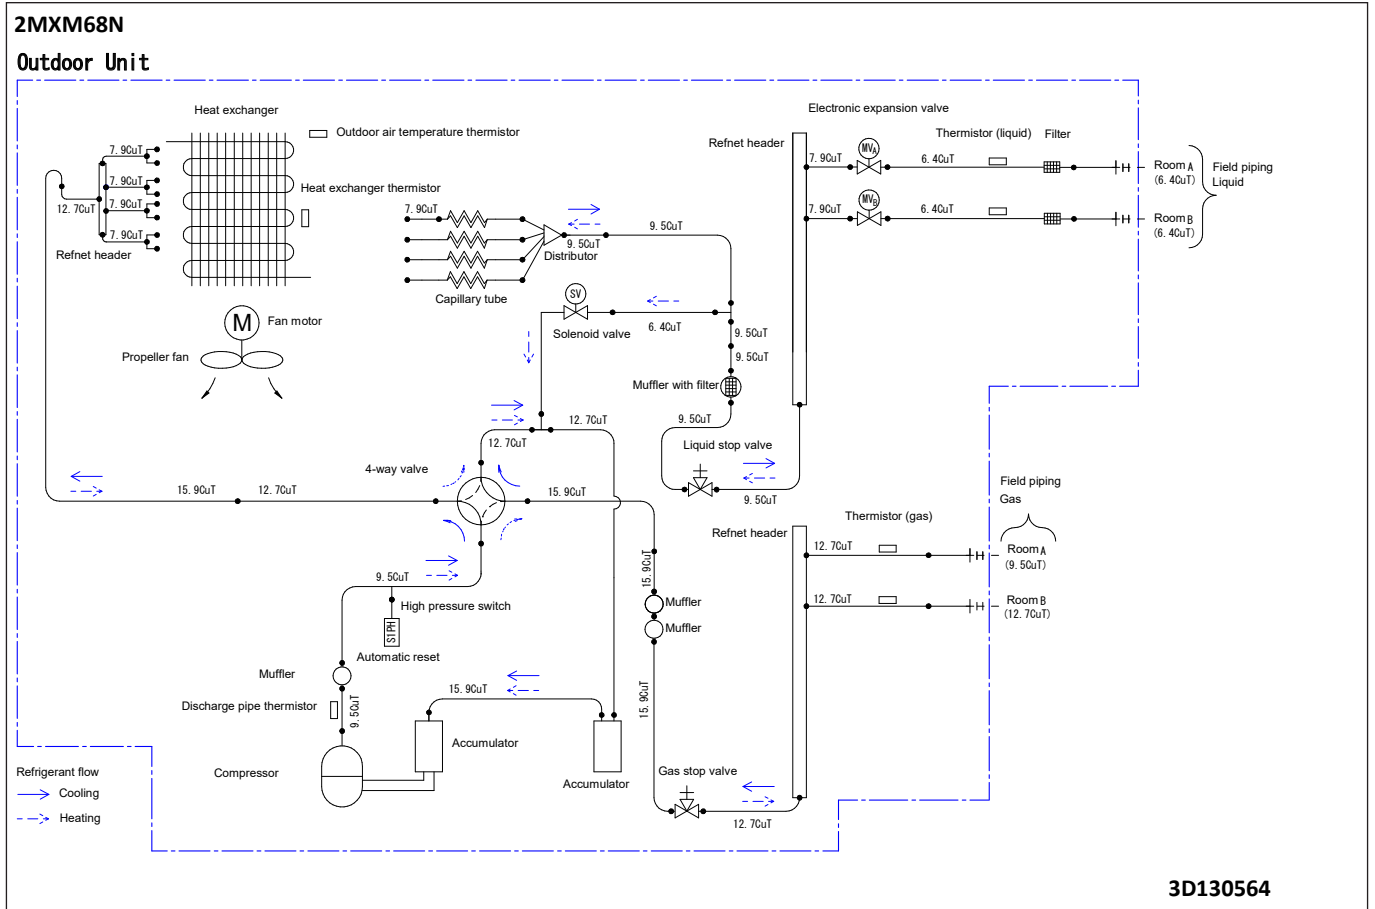 2MXM68N
Outdoor Unit
Heat exchanger
Outdoor air temperature thermistor
Heat exchanger thermistor
7.9CuT
7.9CuT
7.9CuT
7.9CuT
12.7CuT
Refnet header
7.9CuT
Capillary tube
Distributor
9.5CuT
9.5CuT
M
Fan motor
Propeller fan
SV
Solenoid valve
6.4CuT
9.5CuT
9.5CuT
Muffler with filter
9.5CuT
Liquid stop valve
9.5CuT
Electronic expansion valve
Refnet header
Thermistor (liquid)
Filter
7.9CuT
MVA
6.4CuT
Room A
(6.4CuT)
7.9CuT
MVB
6.4CuT
Room B
(6.4CuT)
Field piping
Liquid
12.7CuT
12.7CuT
4-way valve
15.9CuT
12.7CuT
15.9CuT
9.5CuT
High pressure switch
S1PH
Automatic reset
Muffler
Discharge pipe thermistor
9.5CuT
Compressor
15.9CuT
Accumulator
Accumulator
15.9CuT
Muffler
Muffler
15.9CuT
Gas stop valve
12.7CuT
Refnet header
Thermistor (gas)
Field piping
Gas
12.7CuT
Room A
(9.5CuT)
12.7CuT
Room B
(12.7CuT)
Refrigerant flow
Cooling
Heating
3D130564